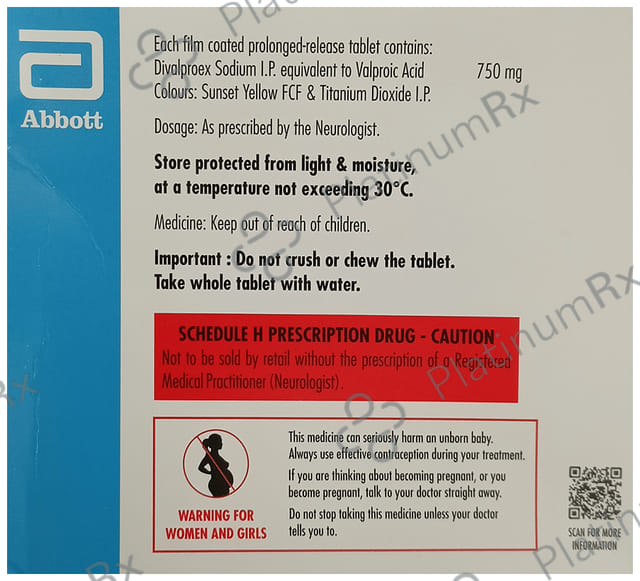 Abbott
Each film coated prolonged-release tablet contains:
Divalproex Sodium I.P. equivalent to Valproic Acid 750 mg
Colours: Sunset Yellow FCF & Titanium Dioxide I.P.
Dosage: As prescribed by the Neurologist.
Store protected from light & moisture,
at a temperature not exceeding 30°C.
Medicine: Keep out of reach of children.
Important : Do not crush or chew the tablet.
Take whole tablet with water.
SCHEDULE H PRESCRIPTION DRUG - CAUTION
Not to be sold by retail without the prescription of a Registered
Medical Practitioner (Neurologist).
WARNING FOR
WOMEN AND GIRLS
This medicine can seriously harm an unborn baby.
Always use effective contraception during your treatment.
If you are thinking about becoming pregnant, or you
become pregnant, talk to your doctor straight away.
Do not stop taking this medicine unless your doctor
tells you to.
SCAN FOR MORE
INFORMATION
PlatinumRx
PlatinumRx
PlatinumRx
PlatinumRx
Rx
Rx